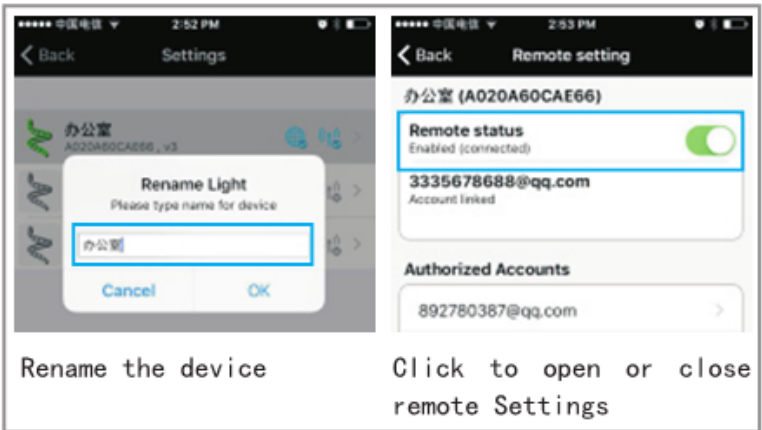 中国电信 2:52 PM
Back Settings
办公室
A020A60CAE66, v3
Rename Light
Please type name for device
办公室
Cancel OK
Rename the device
中国电信 2:53 PM
Back Remote setting
办公室 (A020A60CAE66)
Remote status
Enabled (connected)
3335678688@qq.com
Account linked
Authorized Accounts
892780387@qq.com
Click to open or close
remote Settings